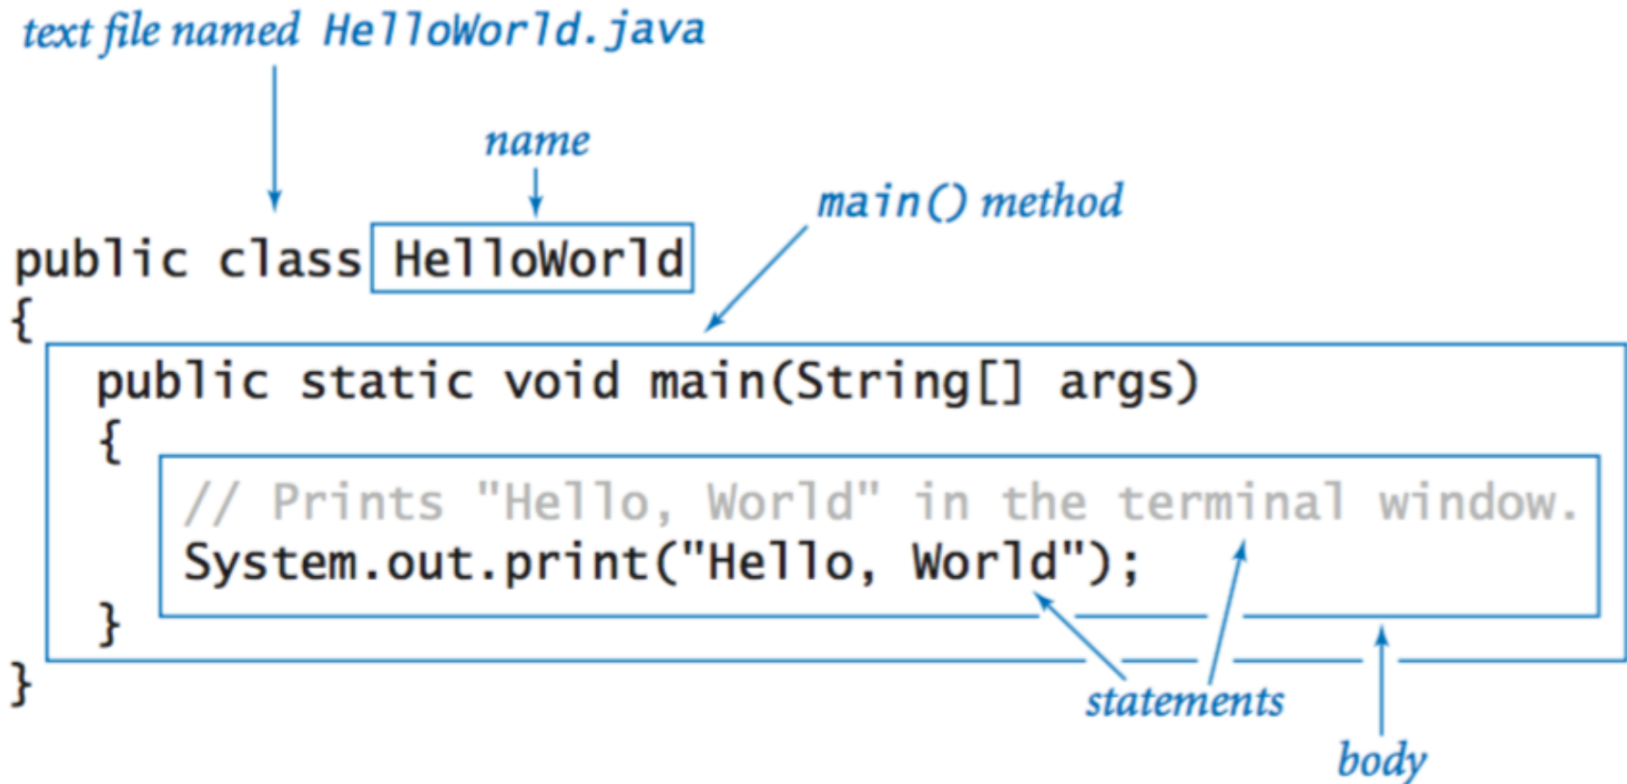 text file named HelloWorld.java
name
main() method
public class HelloWorld
{
public static void main(String[] args)
{
// Prints "Hello, World" in the terminal window.
System.out.print("Hello, World");
}
}
statements
body